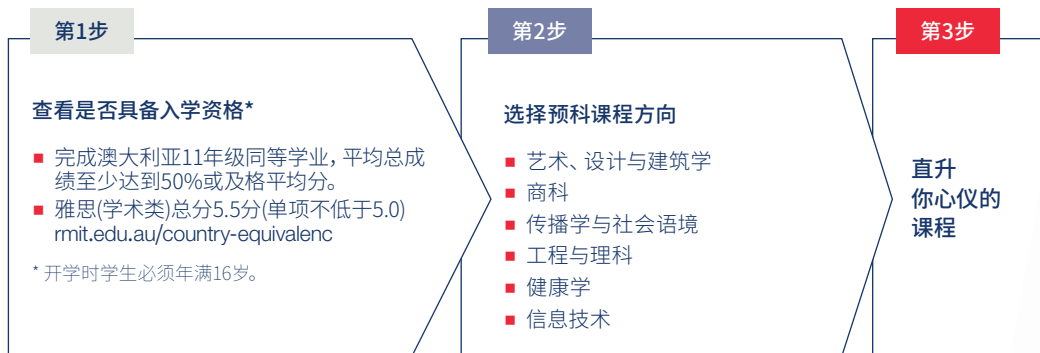 第1步
查看是否具备入学资格*
■ 完成澳大利亚11年级同等学业，平均总成
绩至少达到50%或及格平均分。
■ 雅思(学术类)总分5.5分(单项不低于5.0)
rmit.edu.au/country-equivalenc
* 开学时学生必须年满16岁。
第2步
选择预科课程方向
■ 艺术、设计与建筑学
■ 商科
■ 传播学与社会语境
■ 工程与理科
■ 健康学
■ 信息技术
第3步
直升
你心仪的
课程